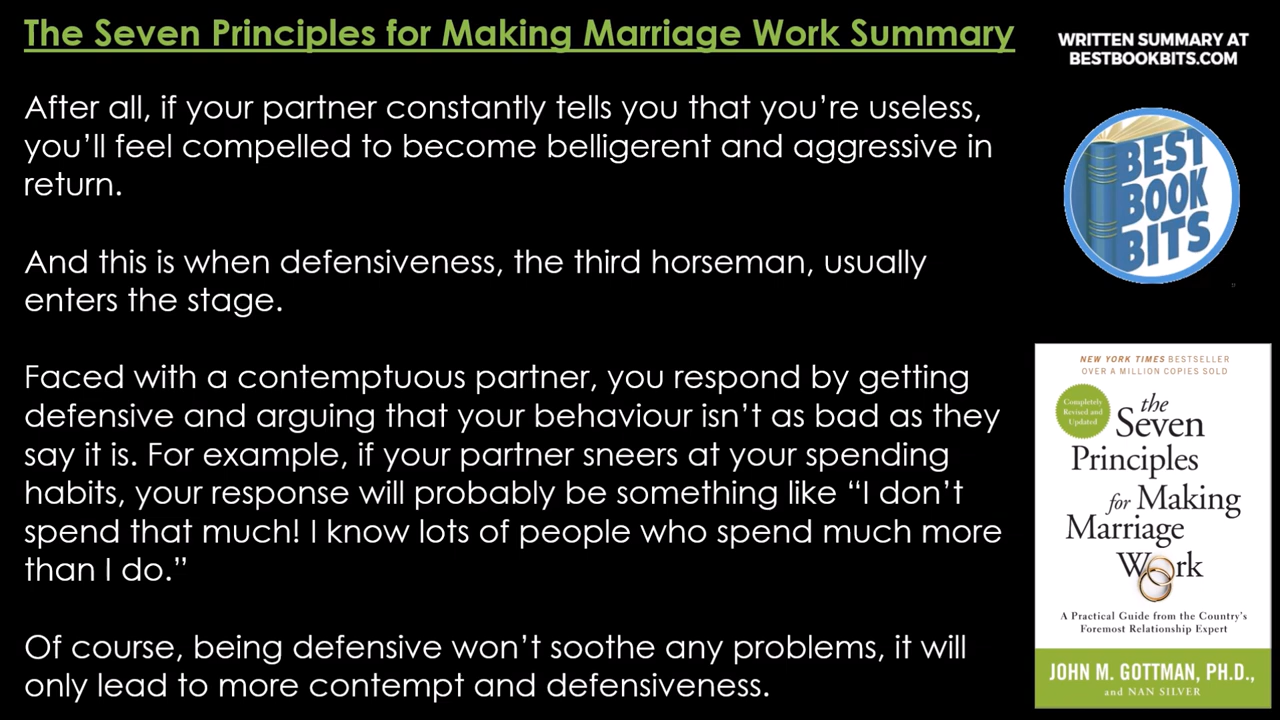 The Seven Principles for Making Marriage Work Summary
After all, if your partner constantly tells you that you’re useless,
you’ll feel compelled to become belligerent and aggressive in
return.
And this is when defensiveness, the third horseman, usually
enters the stage.
Faced with a contemptuous partner, you respond by getting
defensive and arguing that your behaviour isn’t as bad as they
say it is. For example, if your partner sneers at your spending
habits, your response will probably be something like “I don’t
spend that much! I know lots of people who spend much more
than I do.”
Of course, being defensive won’t soothe any problems, it will
only lead to more contempt and defensiveness.
WRITTEN SUMMARY AT
BESTBOOKBITS.COM
BEST
BOOK
BITS
NEW YORK TIMES BESTSELLER
OVER A MILLION COPIES SOLD
Completely
Revised and
Updated
the
Seven
Principles
for Making
Marriage
Work
A Practical Guide from the Country's
Foremost Relationship Expert
JOHN M. GOTTMAN, PH.D.,
and NAN SILVER